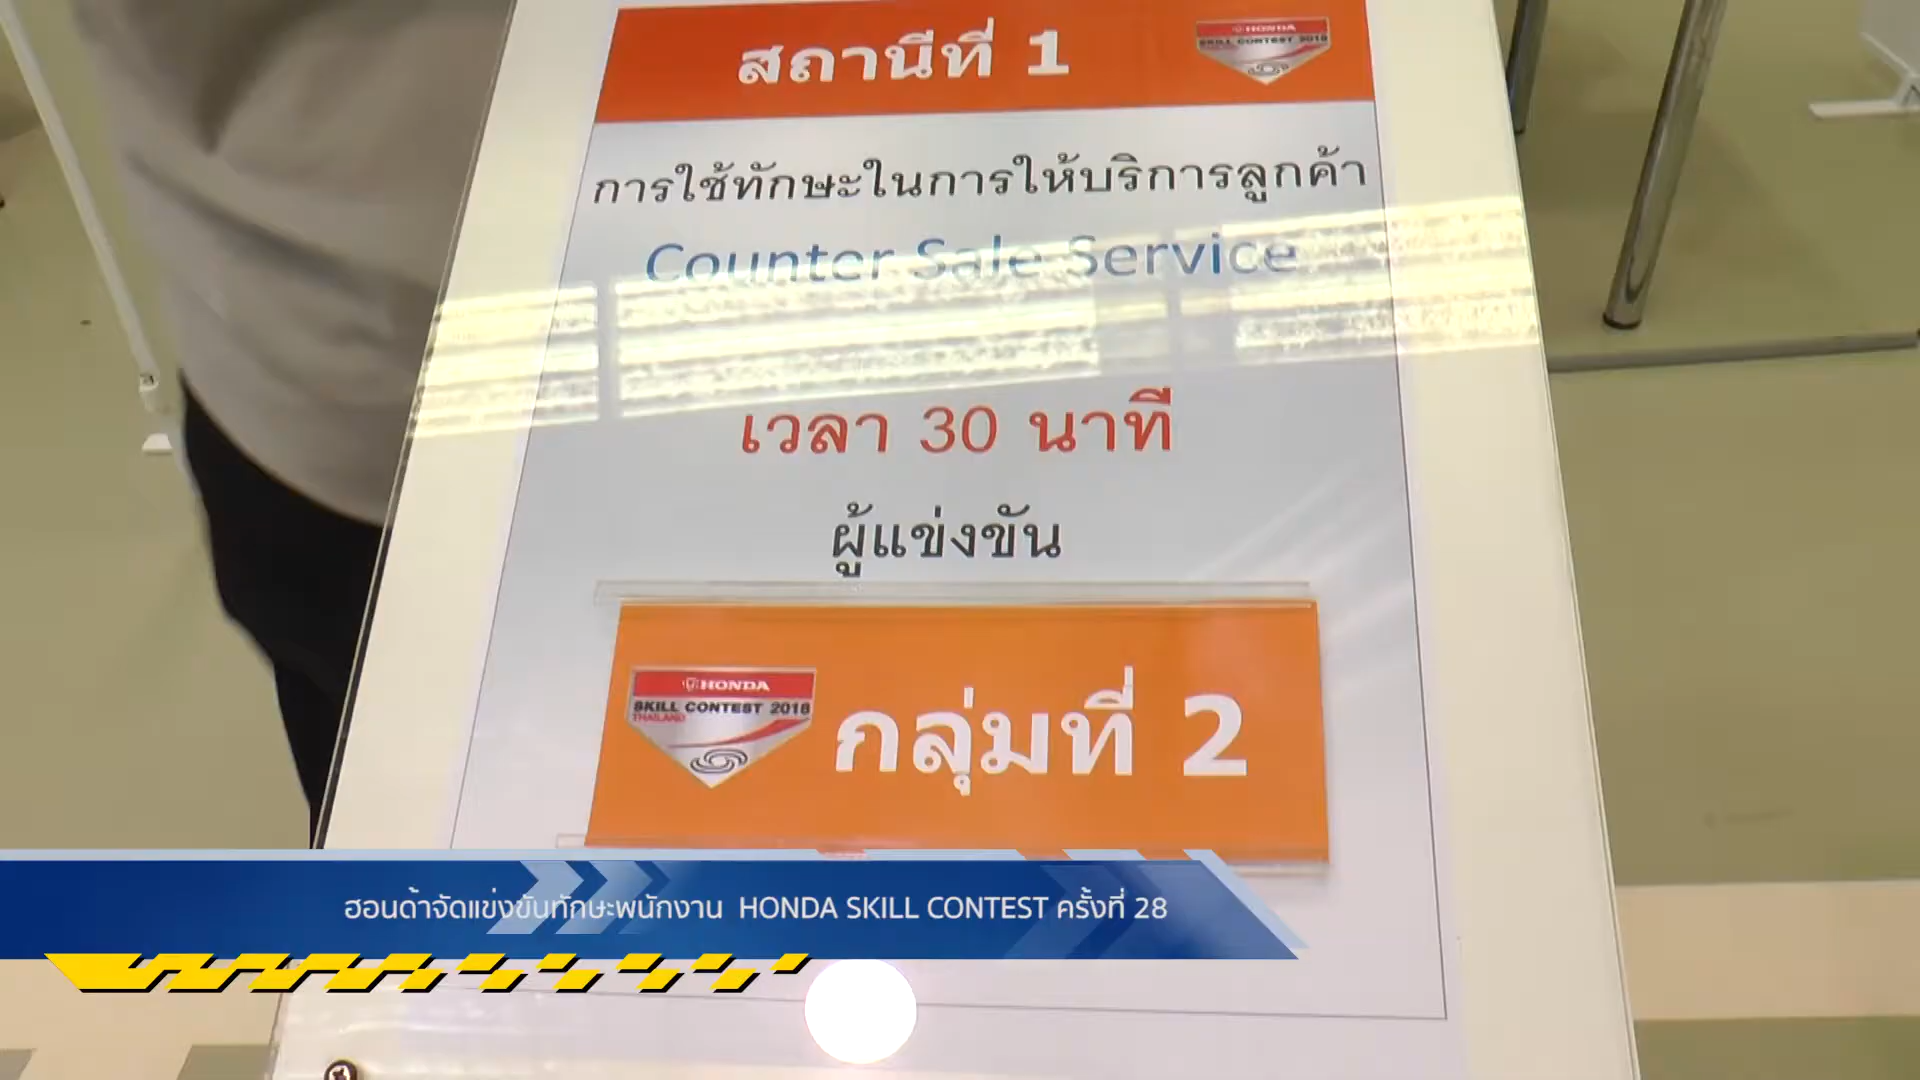 สถานีที่ 1
HONDA
SKILL CONTEST 2018
การใช้ทักษะในการให้บริการลูกค้า
Counter Sale Service
เวลา 30 นาที
ผู้แข่งขัน
HONDA
SKILL CONTEST 2018
THAILAND
กลุ่มที่ 2
ฮอนด้าจัดแข่งขันทักษะพนักงาน HONDA SKILL CONTEST ครั้งที่ 28